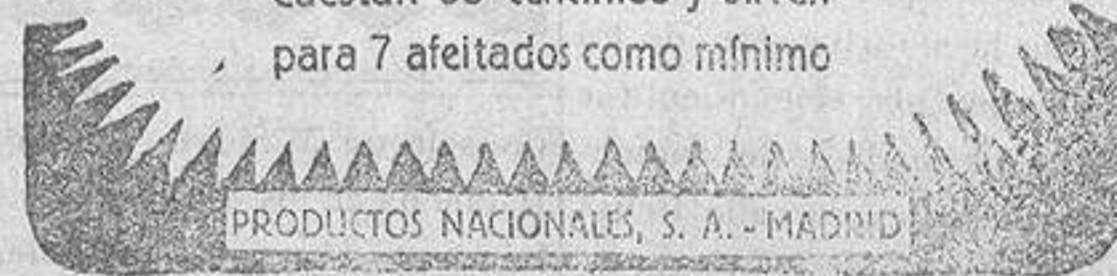 para 7 afeitados como mínimo
PRODUCTOS NACIONALES, S. A. - MADRID